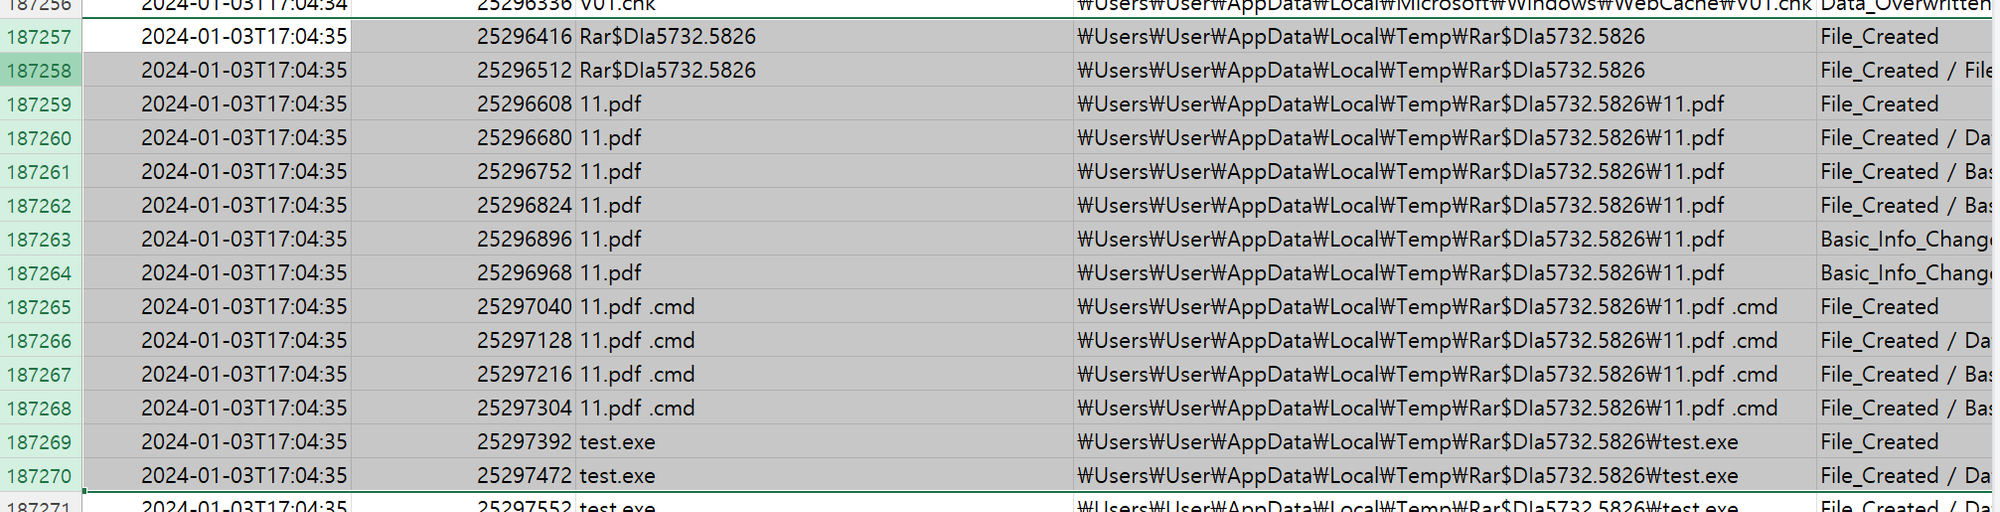 187256 2024-01-03T17:04:34 25296336 V01.chk ₩Users₩User₩AppData₩Local₩Microsoft₩Windows₩WebCache₩V01.chk Data_Overwritten
187257 2024-01-03T17:04:35 25296416 Rar$DIa5732.5826 ₩Users₩User₩AppData₩Local₩Temp₩Rar$DIa5732.5826 File_Created
187258 2024-01-03T17:04:35 25296512 Rar$DIa5732.5826 ₩Users₩User₩AppData₩Local₩Temp₩Rar$DIa5732.5826 File_Created / File
187259 2024-01-03T17:04:35 25296608 11.pdf ₩Users₩User₩AppData₩Local₩Temp₩Rar$DIa5732.5826₩11.pdf File_Created
187260 2024-01-03T17:04:35 25296680 11.pdf ₩Users₩User₩AppData₩Local₩Temp₩Rar$DIa5732.5826₩11.pdf File_Created / Da
187261 2024-01-03T17:04:35 25296752 11.pdf ₩Users₩User₩AppData₩Local₩Temp₩Rar$DIa5732.5826₩11.pdf File_Created / Bas
187262 2024-01-03T17:04:35 25296824 11.pdf ₩Users₩User₩AppData₩Local₩Temp₩Rar$DIa5732.5826₩11.pdf File_Created / Bas
187263 2024-01-03T17:04:35 25296896 11.pdf ₩Users₩User₩AppData₩Local₩Temp₩Rar$DIa5732.5826₩11.pdf Basic_Info_Change
187264 2024-01-03T17:04:35 25296968 11.pdf ₩Users₩User₩AppData₩Local₩Temp₩Rar$DIa5732.5826₩11.pdf Basic_Info_Change
187265 2024-01-03T17:04:35 25297040 11.pdf .cmd ₩Users₩User₩AppData₩Local₩Temp₩Rar$DIa5732.5826₩11.pdf .cmd File_Created
187266 2024-01-03T17:04:35 25297128 11.pdf .cmd ₩Users₩User₩AppData₩Local₩Temp₩Rar$DIa5732.5826₩11.pdf .cmd File_Created / Da
187267 2024-01-03T17:04:35 25297216 11.pdf .cmd ₩Users₩User₩AppData₩Local₩Temp₩Rar$DIa5732.5826₩11.pdf .cmd File_Created / Bas
187268 2024-01-03T17:04:35 25297304 11.pdf .cmd ₩Users₩User₩AppData₩Local₩Temp₩Rar$DIa5732.5826₩11.pdf .cmd File_Created / Bas
187269 2024-01-03T17:04:35 25297392 test.exe ₩Users₩User₩AppData₩Local₩Temp₩Rar$DIa5732.5826₩test.exe File_Created
187270 2024-01-03T17:04:35 25297472 test.exe ₩Users₩User₩AppData₩Local₩Temp₩Rar$DIa5732.5826₩test.exe File_Created / Da
187271 2024-01-03T17:04:35 25297552 test.exe ₩Users₩User₩AppData₩Local₩Temp₩Rar$DIa5732.5826₩test.exe File_Created / Da